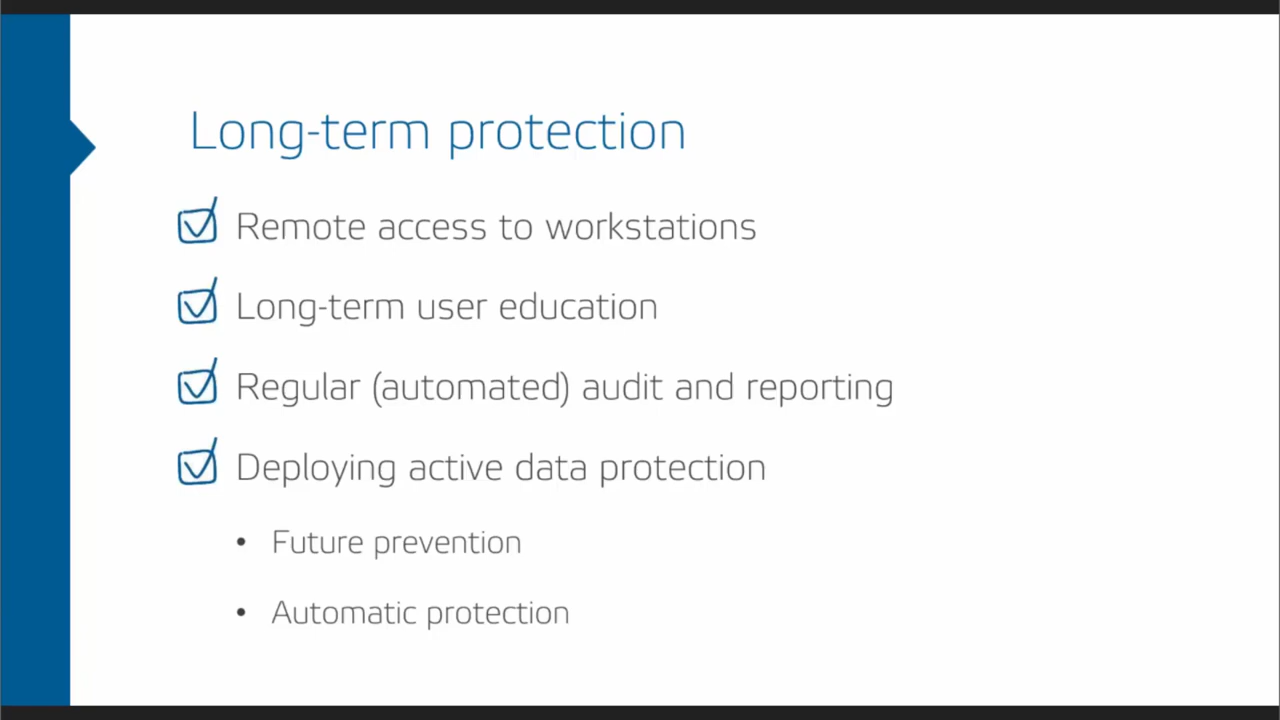 Long-term protection
Remote access to workstations
Long-term user education
Regular (automated) audit and reporting
Deploying active data protection
• Future prevention
• Automatic protection